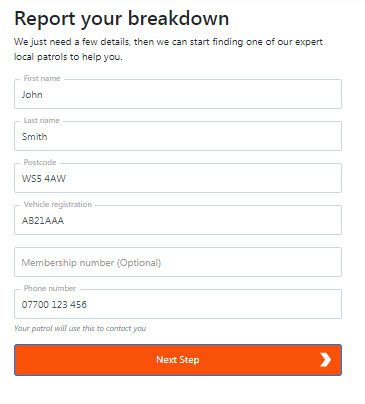 Report your breakdown
We just need a few details, then we can start finding one of our expert
local patrols to help you.
First name
John
Last name
Smith
Postcode
WS5 4AW
Vehicle registration
AB21AAA
Membership number (Optional)
Phone number
07700 123 456
Your patrol will use this to contact you
Next Step